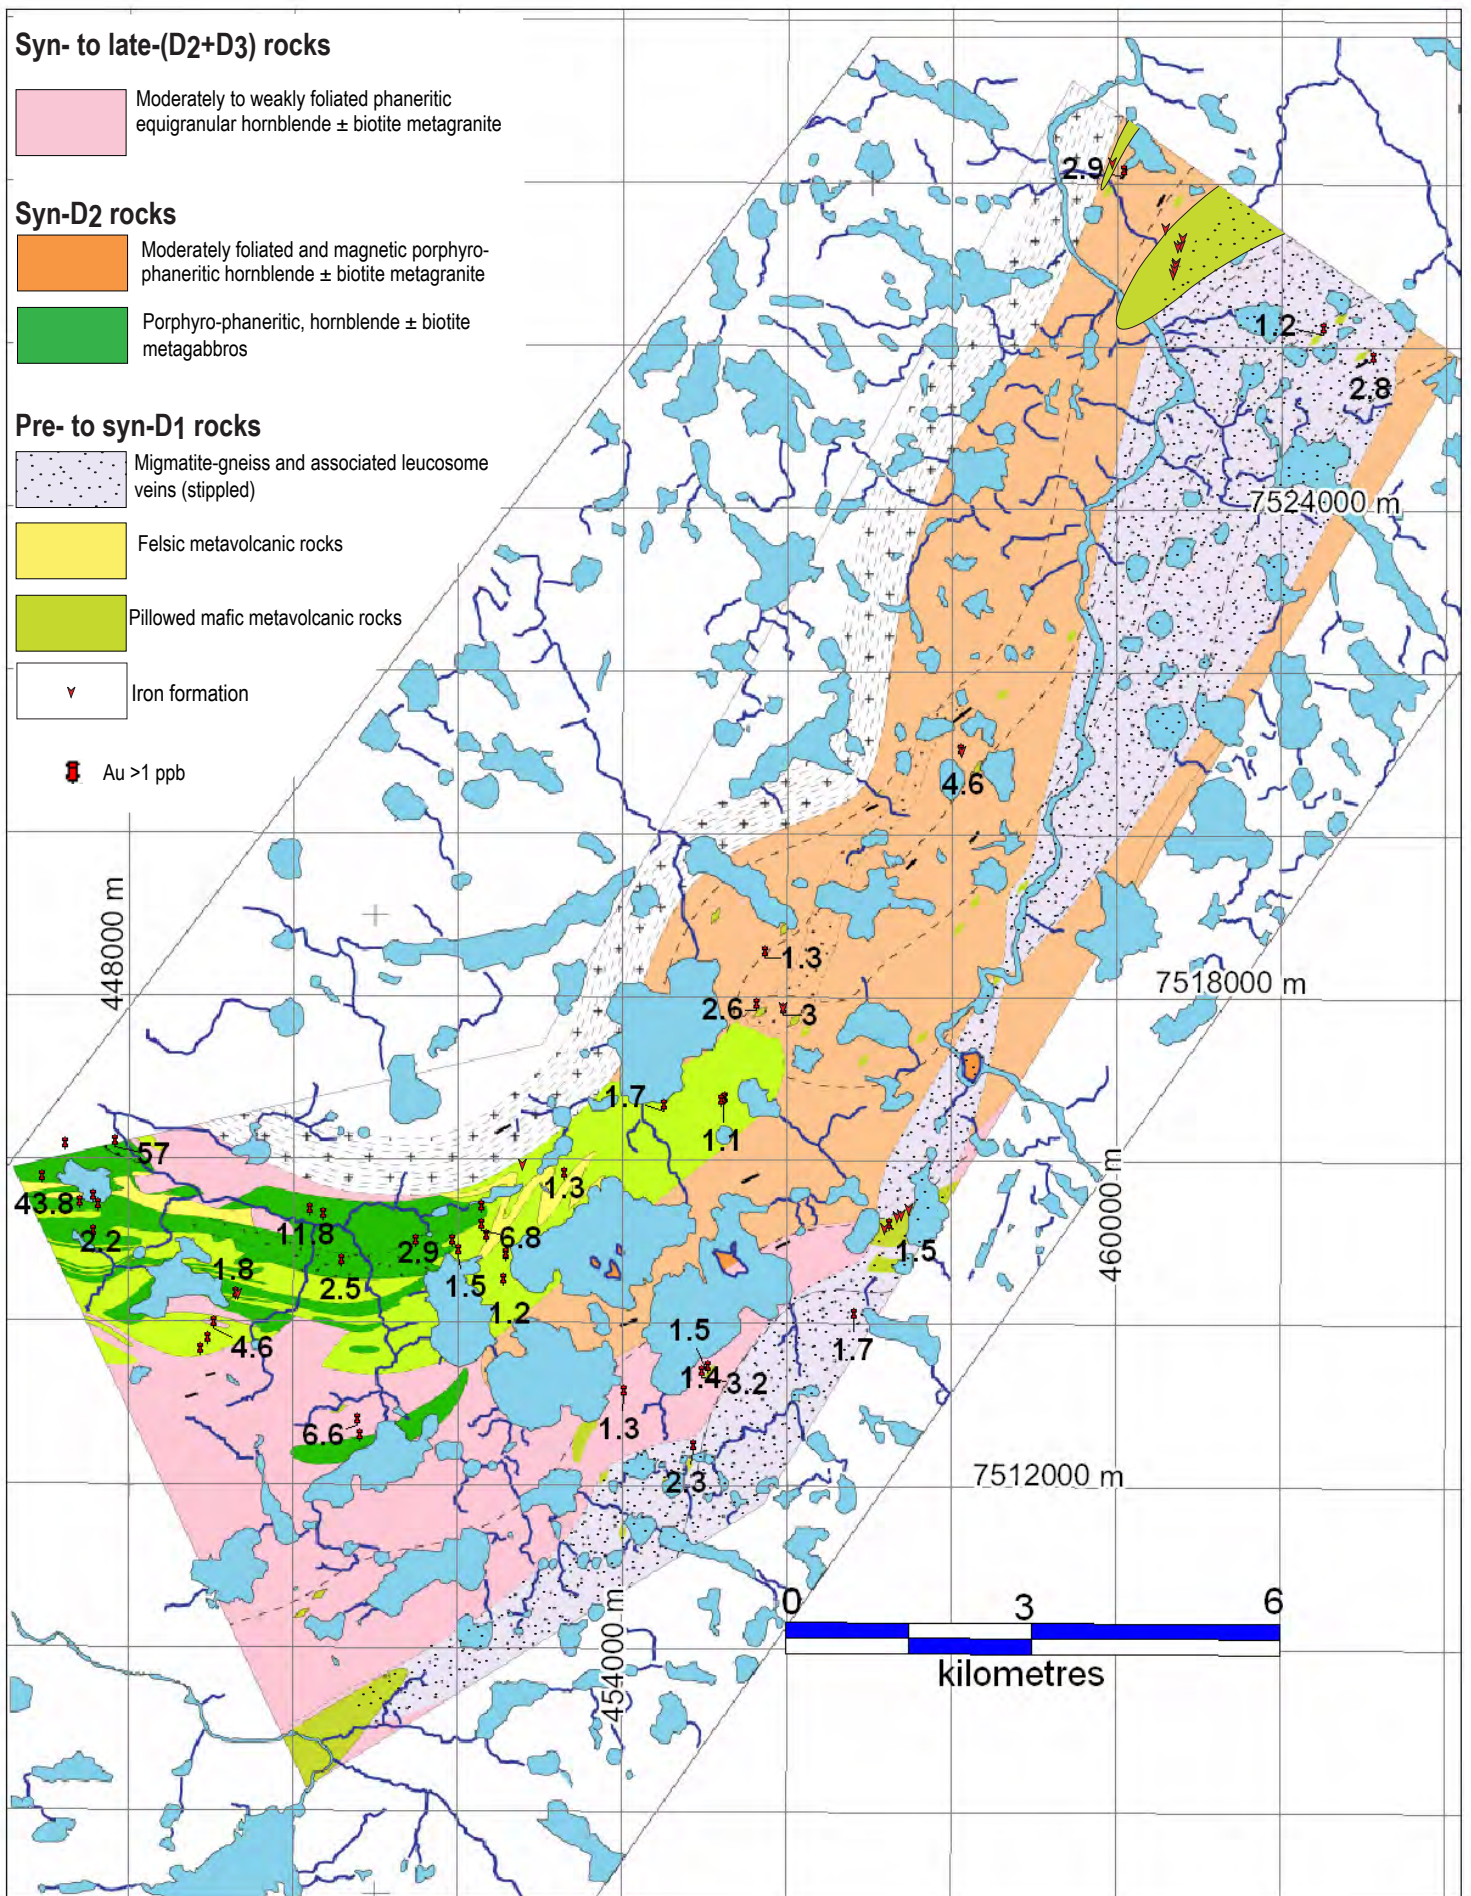 Syn- to late-(D2+D3) rocks
Moderately to weakly foliated phaneritic
equigranular hornblende ± biotite metagranite
Syn-D2 rocks
Moderately foliated and magnetic porphyro-
phaneritic hornblende ± biotite metagranite
Porphyro-phaneritic, hornblende ± biotite
metagabbros
Pre- to syn-D1 rocks
Migmatite-gneiss and associated leucosome
veins (stippled)
Felsic metavolcanic rocks
Pillowed mafic metavolcanic rocks
Iron formation
Au >1 ppb
2.9
1.2
2.8
7524000 m
4.6
448000 m
1.3
7518000 m
2.6
3
1.7
1.1
57
1.3
43.8
11.8
6.8
2.2
2.9
1.5
460000 m
1.8
2.5
1.5
1.2
1.5
4.6
1.7
1.4
3.2
6.6
1.3
2.3
7512000 m
454000 m
0
3
6
kilometres